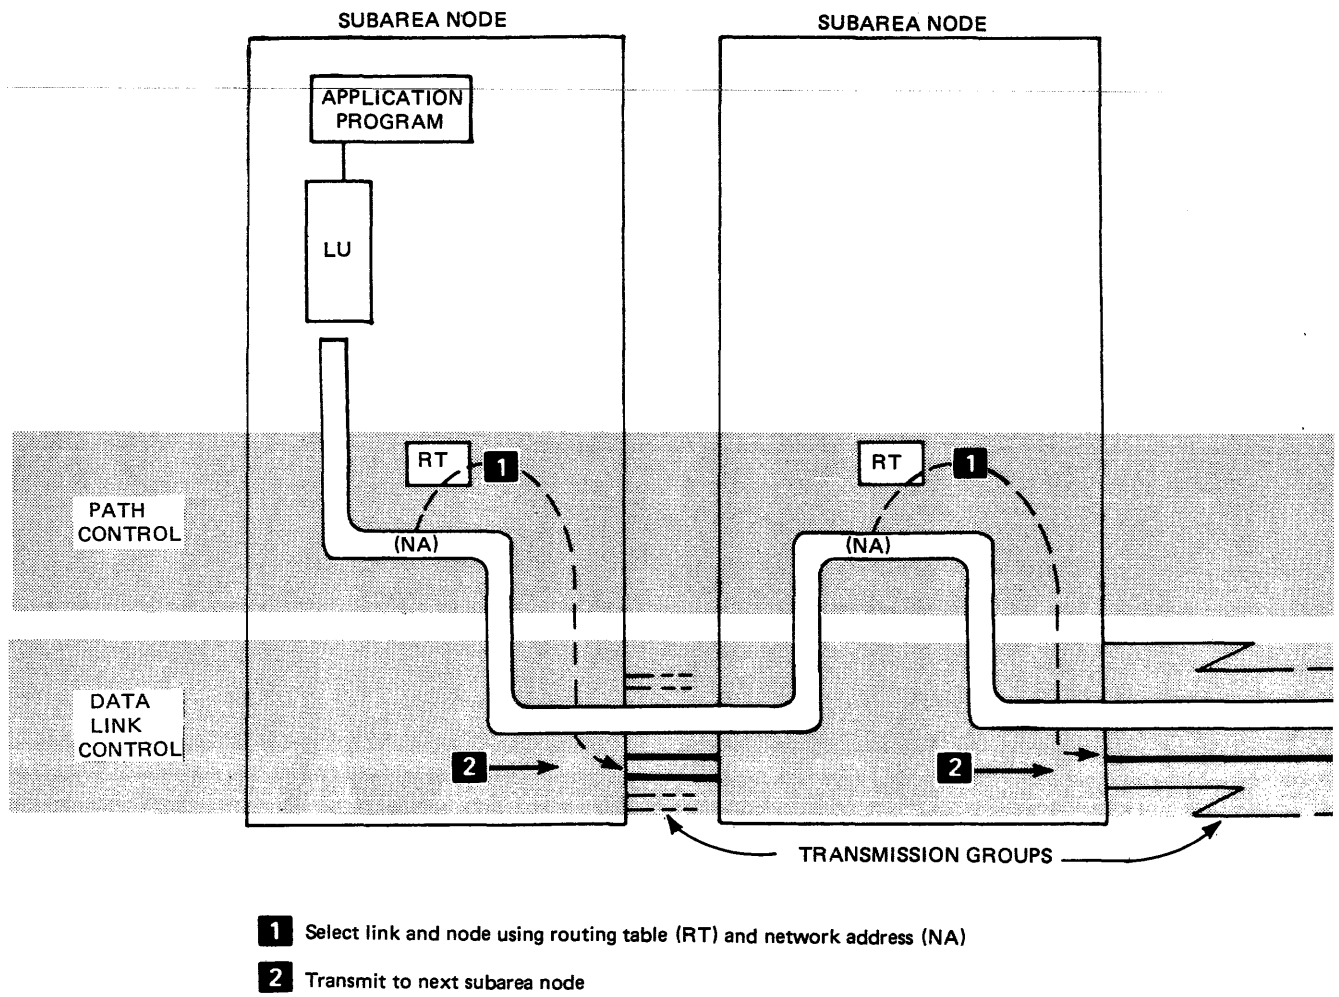 SUBAREA NODE
SUBAREA NODE
APPLICATION
PROGRAM
LU
RT
1
RT
1
PATH
CONTROL
(NA)
(NA)
DATA
LINK
CONTROL
2
2
TRANSMISSION GROUPS
1 Select link and node using routing table (RT) and network address (NA)
2 Transmit to next subarea node